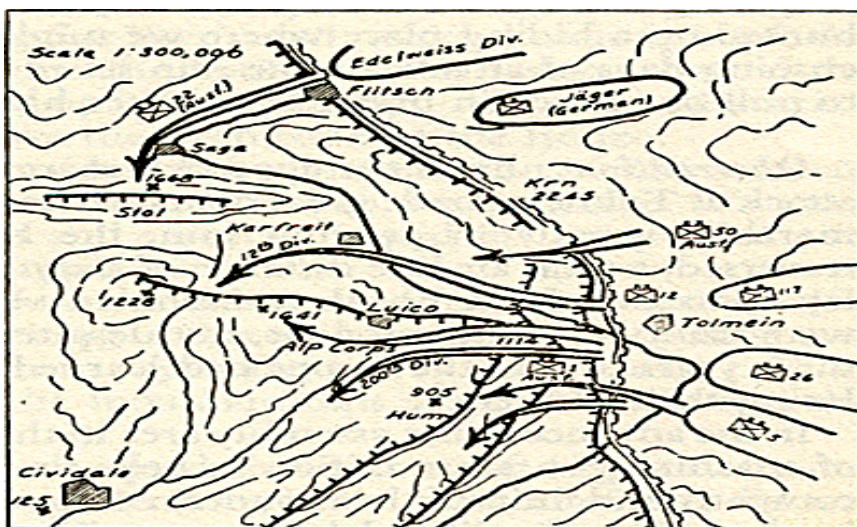 Scale 1:300,000
Edelweiss Div.
22
(Aust.)
Flitsch
Jäger
(German)
Saga
1668
Stol
Krn
2245
Karfreit
12th Div.
50
Aust.
1228
1641
Luico
12
117
Tolmein
Alp Corps
1114
200th Div.
1
Aust.
26
905
Hum
5
Cividale
125